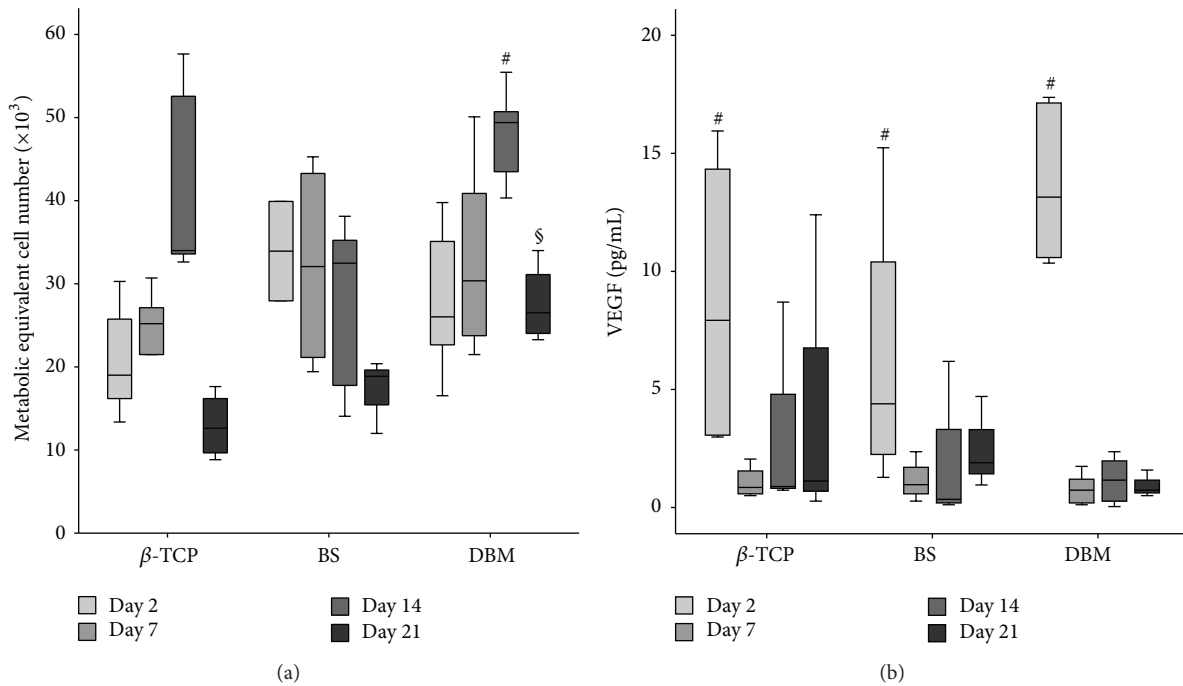 60
50
40
30
20
10
0
Metabolic equivalent cell number (×10³)
#
§
β-TCP
BS
DBM
Day 2
Day 7
Day 14
Day 21
(a)
20
15
10
5
0
VEGF (pg/mL)
#
#
#
β-TCP
BS
DBM
Day 2
Day 7
Day 14
Day 21
(b)